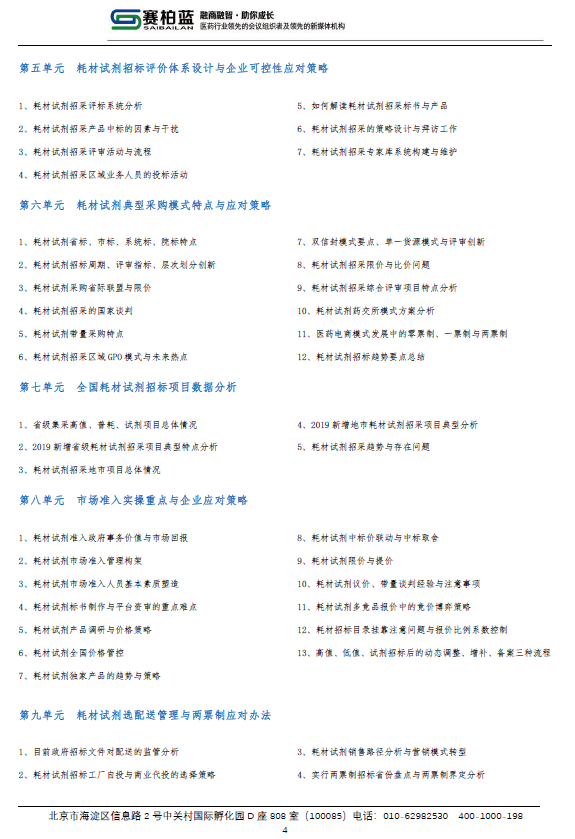 赛柏蓝
SAIBAILAN
融商融智·助你成长
医药行业领先的会议组织者及领先的新媒体机构
第五单元 耗材试剂招标评价体系设计与企业可控性应对策略
1、耗材试剂招采评标系统分析
2、耗材试剂招采产品中标的因素与干扰
3、耗材试剂招采评审活动与流程
4、耗材试剂招采区域业务人员的投标活动
5、如何解读耗材试剂招采标书与产品
6、耗材试剂招采的策略设计与拜访工作
7、耗材试剂招采专家库系统构建与维护
第六单元 耗材试剂典型采购模式特点与应对策略
1、耗材试剂省标、市标、系统标、院标特点
2、耗材试剂招标周期、评审指标、层次划分创新
3、耗材试剂采购省际联盟与限价
4、耗材试剂招采的国家谈判
5、耗材试剂带量采购特点
6、耗材试剂招采区域GPO模式与未来热点
7、双信封模式要点、单一货源模式与评审创新
8、耗材试剂招采限价与比价问题
9、耗材试剂招采综合评审项目特点分析
10、耗材试剂药交所模式方案分析
11、医药电商模式发展中的零票制、一票制与两票制
12、耗材试剂招标趋势要点总结
第七单元 全国耗材试剂招标项目数据分析
1、省级集采高值、普耗、试剂项目总体情况
2、2019新增省级耗材试剂招采项目典型特点分析
3、耗材试剂招采地市项目总体情况
4、2019新增地市耗材试剂招采项目典型分析
5、耗材试剂招采趋势与存在问题
第八单元 市场准入实操重点与企业应对策略
1、耗材试剂准入政府事务价值与市场回报
2、耗材试剂市场准入管理构架
3、耗材试剂市场准入人员基本素质塑造
4、耗材试剂标书制作与平台资审的重点难点
5、耗材试剂产品调研与价格策略
6、耗材试剂全国价格管控
7、耗材试剂独家产品的趋势与策略
8、耗材试剂中标价联动与中标取舍
9、耗材试剂限价与提价
10、耗材试剂议价、带量谈判经验与注意事项
11、耗材试剂多竞品报价中的竞价博弈策略
12、耗材招标目录挂靠注意问题与报价比例系数控制
13、高值、低值、试剂招标后的动态调整、增补、备案三种流程
第九单元 耗材试剂选配送管理与两票制应对办法
1、目前政府招标文件对配送的监管分析
2、耗材试剂招标工厂自投与商业代投的选择策略
3、耗材试剂销售路径分析与营销模式转型
4、实行两票制招标省份盘点与两票制界定分析
北京市海淀区信息路2号中关村国际孵化园D座808室（100085）电话：010-62982530 400-1000-198
4